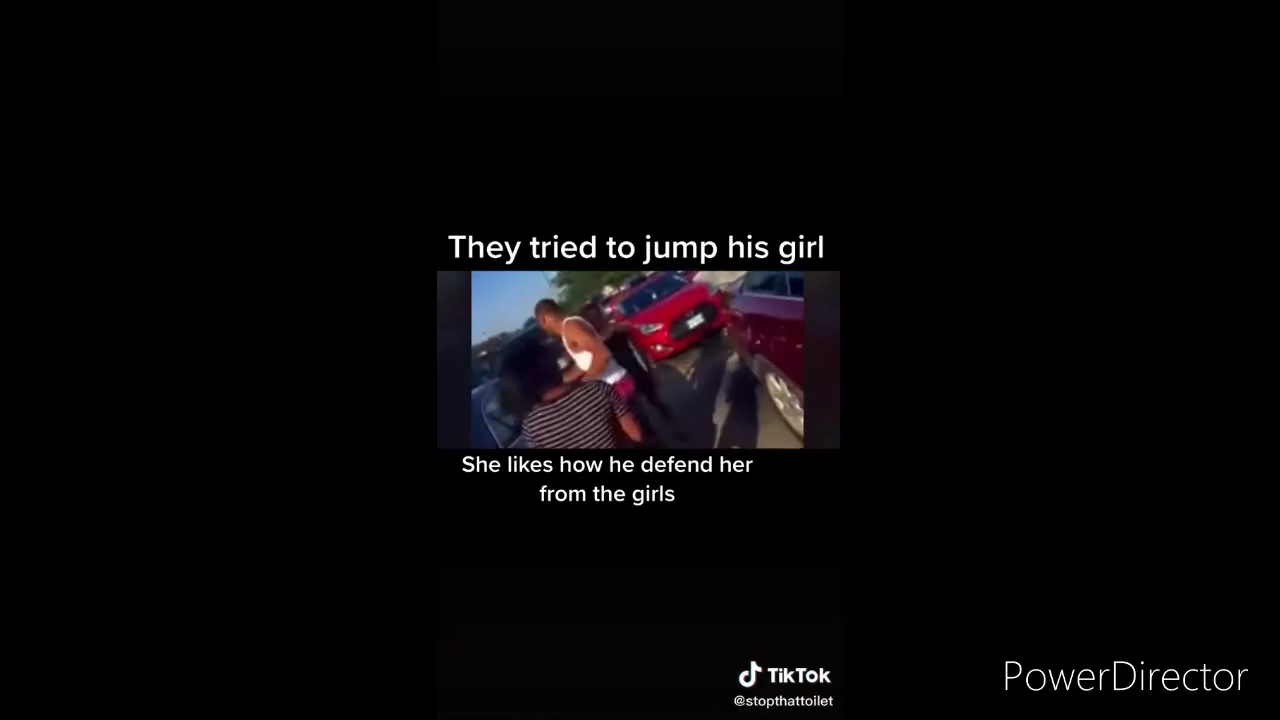 They tried to jump his girl
She likes how he defend her
from the girls
TikTok
@stopthattoilet
PowerDirector